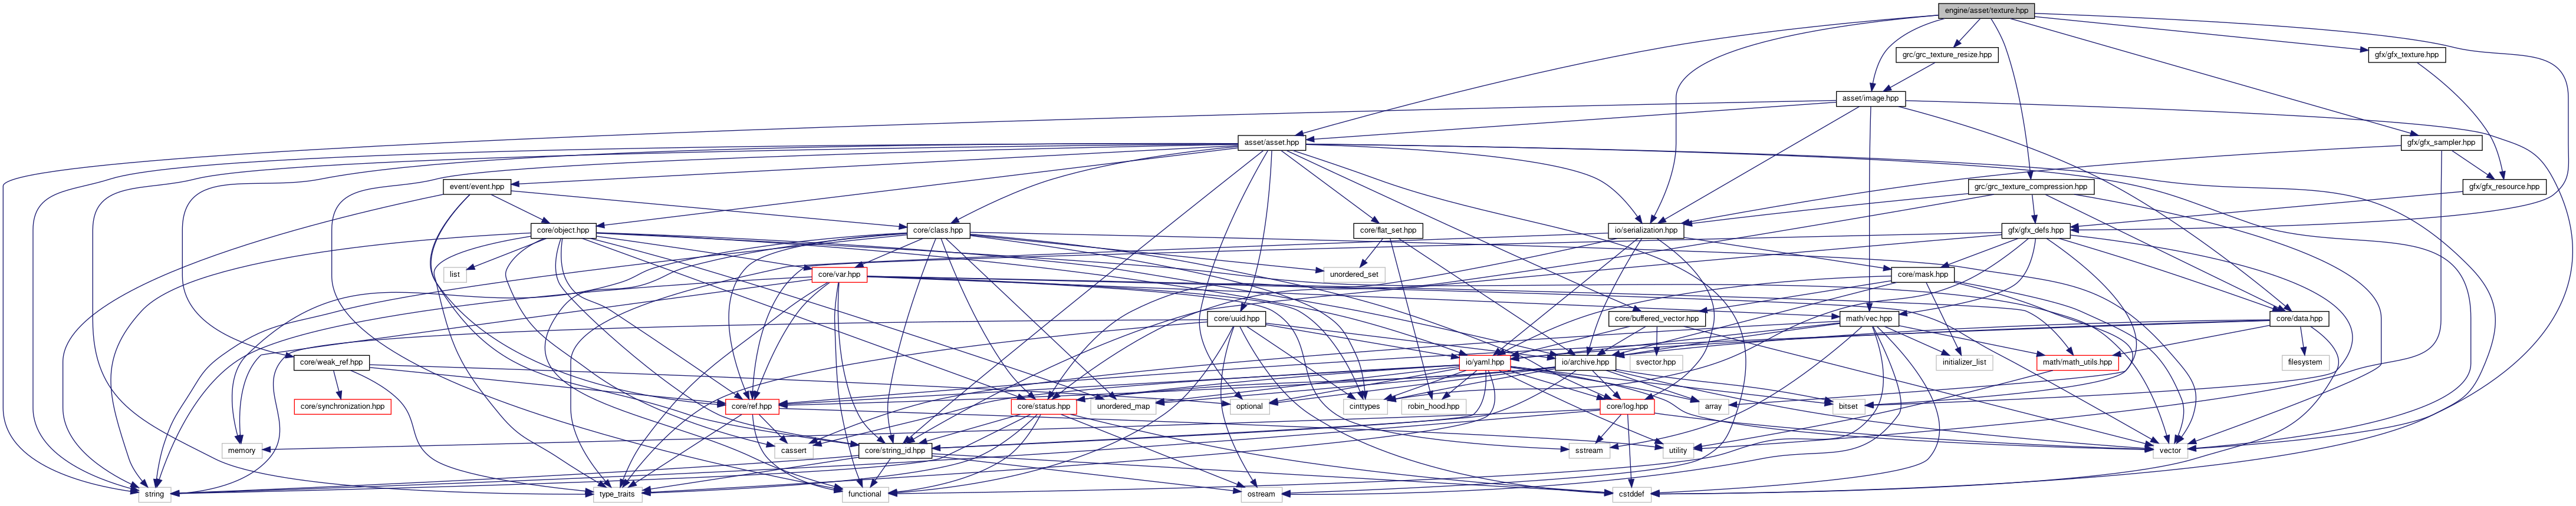 engine/asset/texture.hpp
grc/grc_texture_resize.hpp
gfx/gfx_texture.hpp
asset/image.hpp
asset/asset.hpp
gfx/gfx_sampler.hpp
event/event.hpp
grc/grc_texture_compression.hpp
gfx/gfx_resource.hpp
core/object.hpp
core/class.hpp
core/flat_set.hpp
io/serialization.hpp
gfx/gfx_defs.hpp
list
core/var.hpp
unordered_set
core/mask.hpp
core/uuid.hpp
core/buffered_vector.hpp
math/vec.hpp
core/data.hpp
core/weak_ref.hpp
io/yaml.hpp
io/archive.hpp
svector.hpp
initializer_list
math/math_utils.hpp
filesystem
core/synchronization.hpp
core/ref.hpp
core/status.hpp
unordered_map
optional
cinttypes
robin_hood.hpp
core/log.hpp
array
bitset
memory
cassert
core/string_id.hpp
sstream
utility
vector
string
type_traits
functional
ostream
cstddef